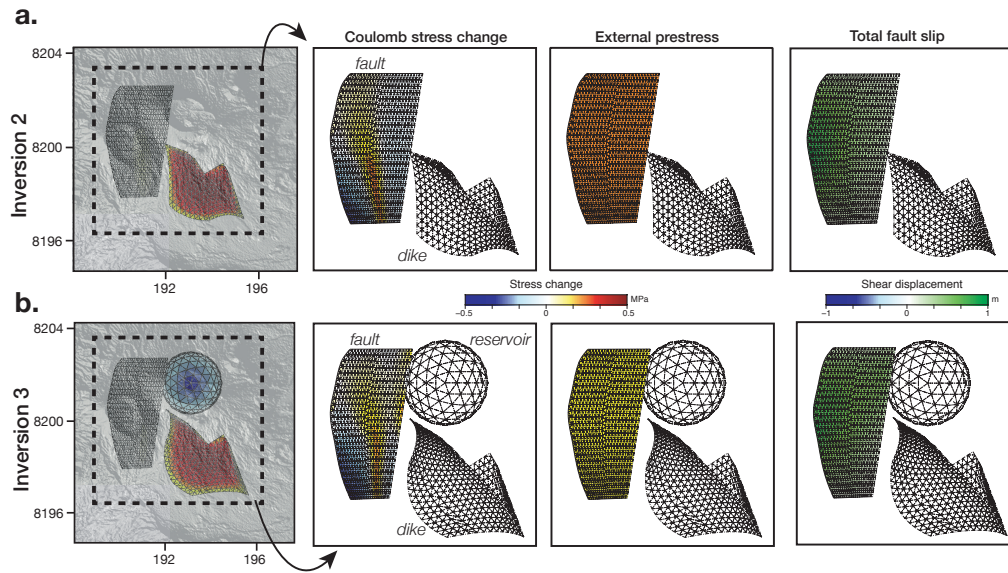 a.
Coulomb stress change
External prestress
Total fault slip
Inversion 2
8204
8200
8196
192
196
fault
dike
Stress change
−0.5
0
0.5
MPa
Shear displacement
−1
0
1
m
b.
Inversion 3
8204
8200
8196
192
196
fault
reservoir
dike